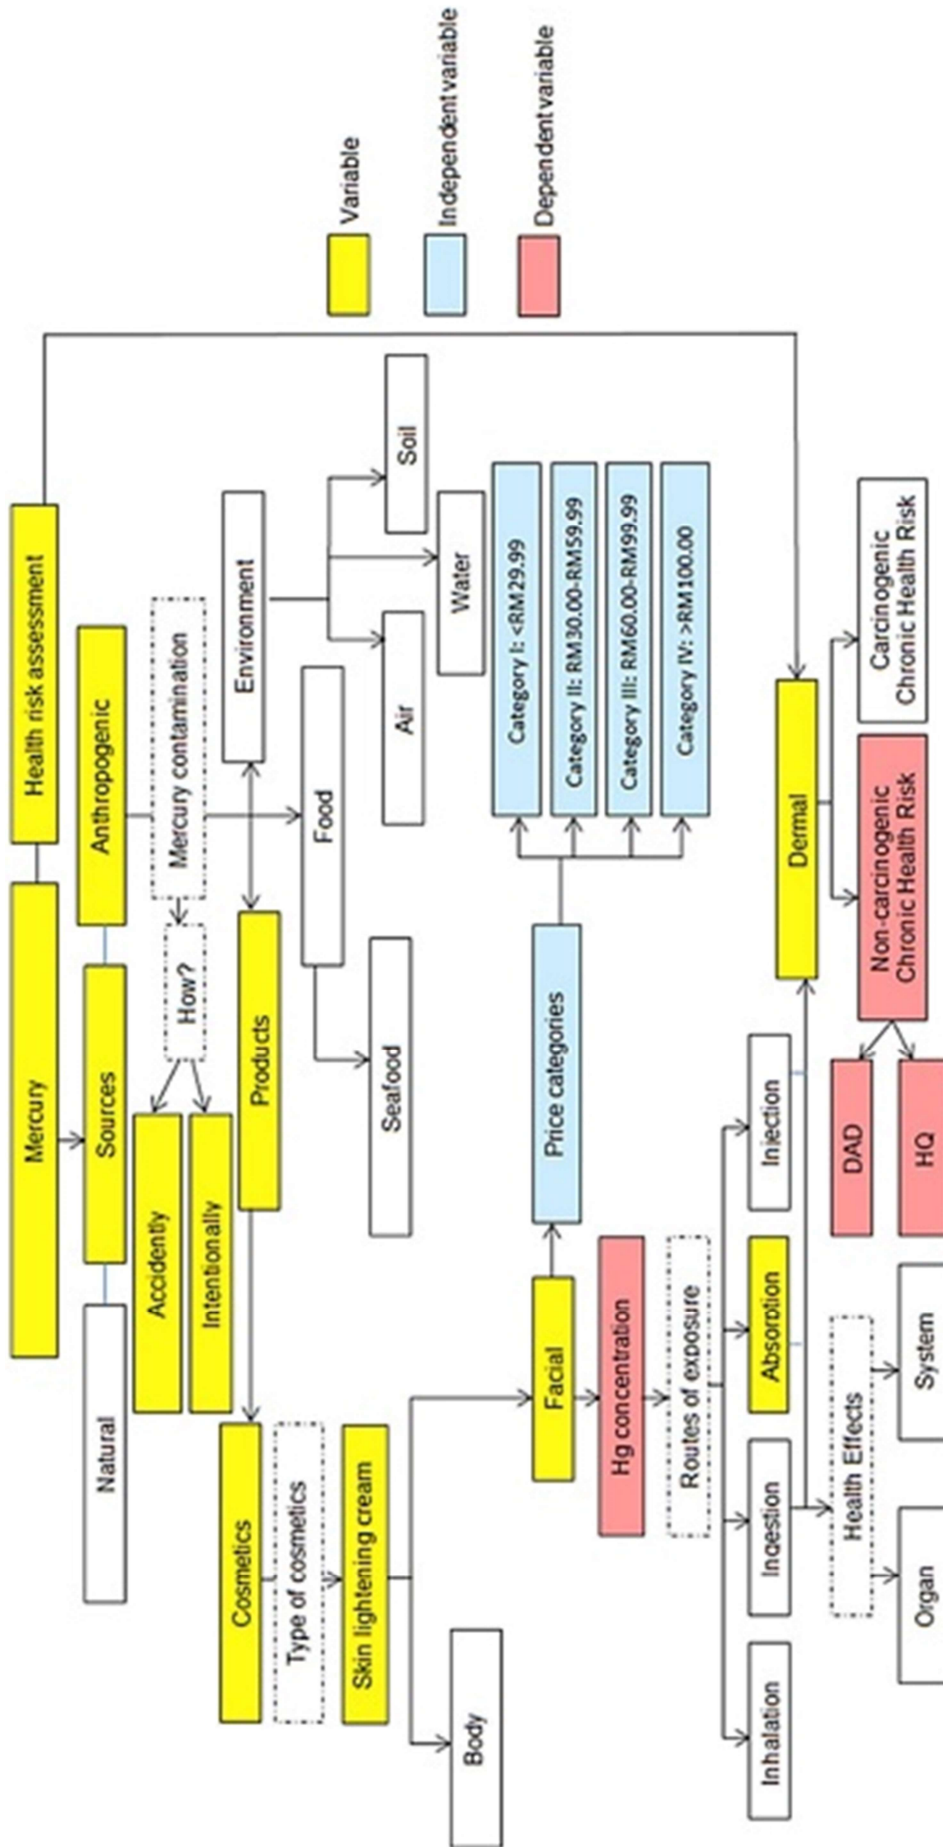 Mercury
Health risk assessment
Natural
Sources
Anthropogenic
Accidently
Intentionally
How?
Mercury contamination
Cosmetics
Products
Environment
Type of cosmetics
Food
Skin lightening cream
Seafood
Air
Water
Soil
Body
Facial
Price categories
Category I: <RM29.99
Category II: RM30.00-RM59.99
Category III: RM60.00-RM99.99
Category IV: >RM100.00
Hg concentration
Routes of exposure
Inhalation
Ingestion
Absorption
Injection
Dermal
Health Effects
Organ
System
DAD
HQ
Non-carcinogenic
Chronic Health Risk
Carcinogenic
Chronic Health Risk
Variable
Independent variable
Dependent variable